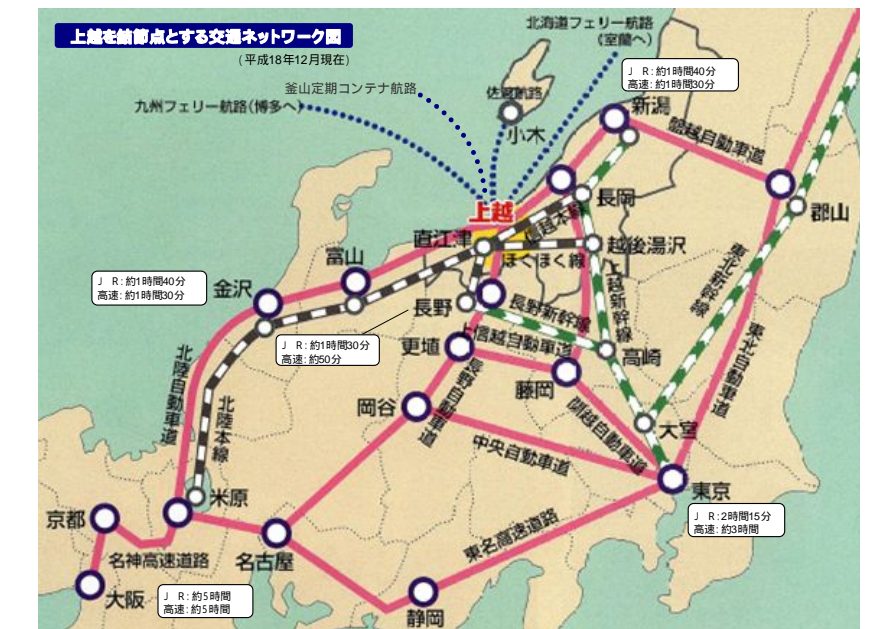 上越を結節点とする交通ネットワーク図
(平成18年12月現在)
北海道フェリー航路
(室蘭へ)
釜山定期コンテナ航路
九州フェリー航路(博多へ)
佐渡航路
小木
ＪＲ:約1時間40分
高速:約1時間30分
新潟
磐越自動車道
郡山
長岡
上越
信越本線
直江津
越後湯沢
ほくほく線
富山
ＪＲ:約1時間40分
高速:約1時間30分
金沢
長野
長野新幹線
上越新幹線
東北新幹線
東北自動車道
ＪＲ:約1時間30分
高速:約50分
更埴
上信越自動車道
高崎
藤岡
北陸自動車道
北陸本線
長野自動車道
岡谷
関越自動車道
大宮
中央自動車道
東京
ＪＲ:2時間15分
高速:約3時間
米原
京都
名神高速道路
名古屋
東名高速道路
大阪
ＪＲ:約5時間
高速:約5時間
静岡